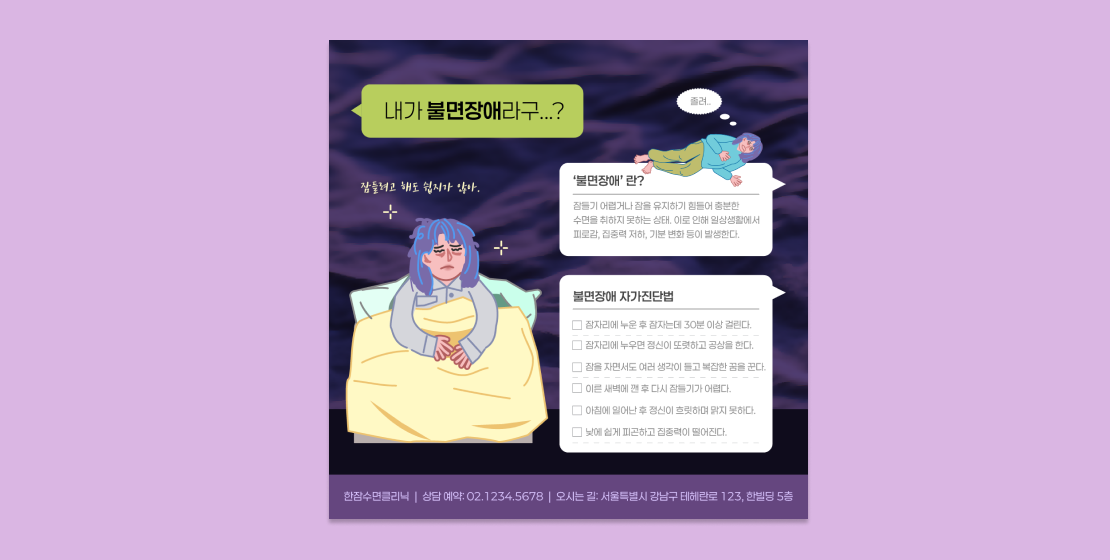 내가 불면장애라구...?
졸려..
잠들려고 해도 쉽지가 않아.
‘불면장애’ 란?
잠들기 어렵거나 잠을 유지하기 힘들어 충분한
수면을 취하지 못하는 상태. 이로 인해 일상생활에서
피로감, 집중력 저하, 기분 변화 등이 발생한다.
불면장애 자가진단법
잠자리에 누운 후 잠자는데 30분 이상 걸린다.
잠자리에 누우면 정신이 또렷하고 공상을 한다.
잠을 자면서도 여러 생각이 들고 복잡한 꿈을 꾼다.
이른 새벽에 깬 후 다시 잠들기가 어렵다.
아침에 일어난 후 정신이 흐릿하며 맑지 못하다.
낮에 쉽게 피곤하고 집중력이 떨어진다.
한잠수면클리닉 | 상담 예약: 02.1234.5678 | 오시는 길: 서울특별시 강남구 테헤란로 123, 한빌딩 5층